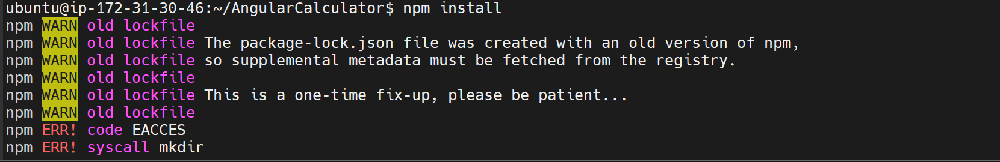 ubuntu@ip-172-31-30-46:~/AngularCalculator$ npm install
npm WARN old lockfile
npm WARN old lockfile The package-lock.json file was created with an old version of npm,
npm WARN old lockfile so supplemental metadata must be fetched from the registry.
npm WARN old lockfile
npm WARN old lockfile This is a one-time fix-up, please be patient...
npm WARN old lockfile
npm ERR! code EACCES
npm ERR! syscall mkdir